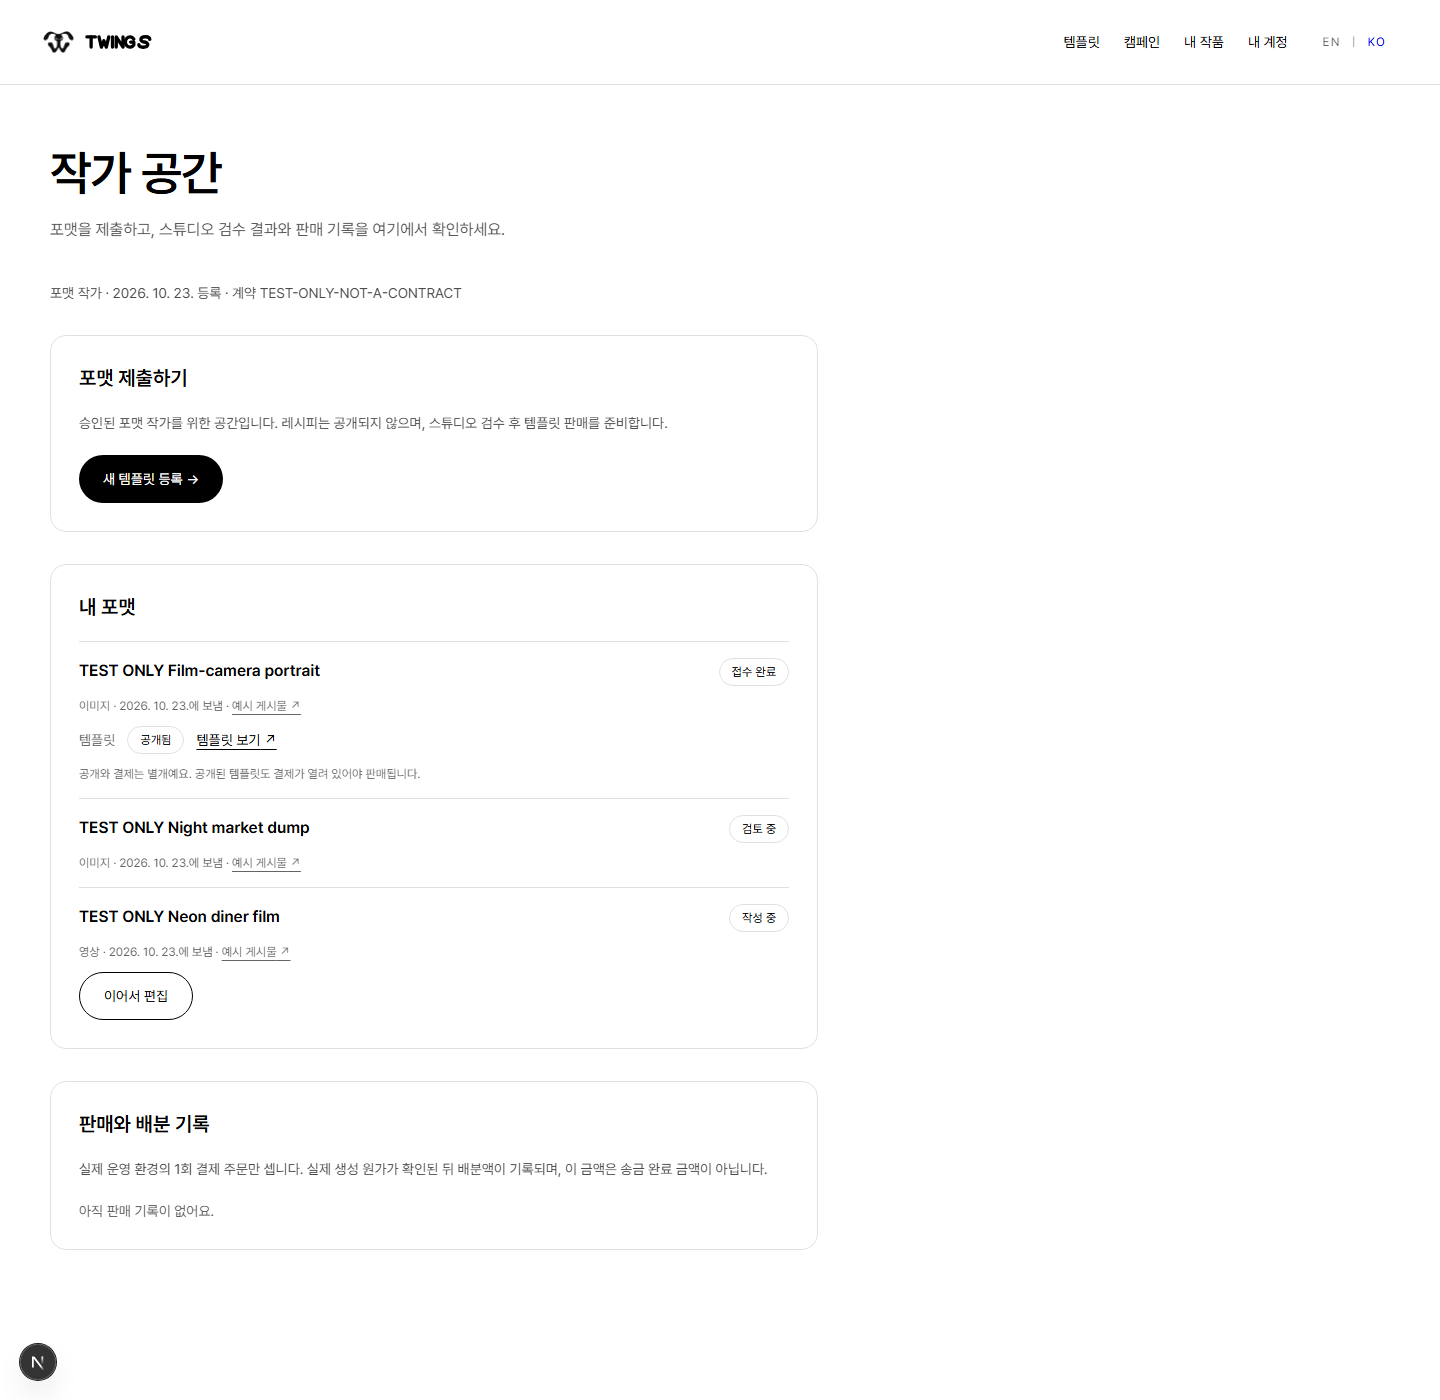 TWINGS
템플릿 캠페인 내 작품 내 계정 EN | KO
작가 공간
포맷을 제출하고, 스튜디오 검수 결과와 판매 기록을 여기에서 확인하세요.
포맷 작가 · 2026. 10. 23. 등록 · 계약 TEST-ONLY-NOT-A-CONTRACT
포맷 제출하기
승인된 포맷 작가를 위한 공간입니다. 레시피는 공개되지 않으며, 스튜디오 검수 후 템플릿 판매를 준비합니다.
새 템플릿 등록 →
내 포맷
TEST ONLY Film-camera portrait 접수 완료
이미지 · 2026. 10. 23.에 보냄 · 예시 게시물 ↗
템플릿 공개됨 템플릿 보기 ↗
공개와 결제는 별개예요. 공개된 템플릿도 결제가 열려 있어야 판매됩니다.
TEST ONLY Night market dump 검토 중
이미지 · 2026. 10. 23.에 보냄 · 예시 게시물 ↗
TEST ONLY Neon diner film 작성 중
영상 · 2026. 10. 23.에 보냄 · 예시 게시물 ↗
이어서 편집
판매와 배분 기록
실제 운영 환경의 1회 결제 주문만 셉니다. 실제 생성 원가가 확인된 뒤 배분액이 기록되며, 이 금액은 송금 완료 금액이 아닙니다.
아직 판매 기록이 없어요.
N